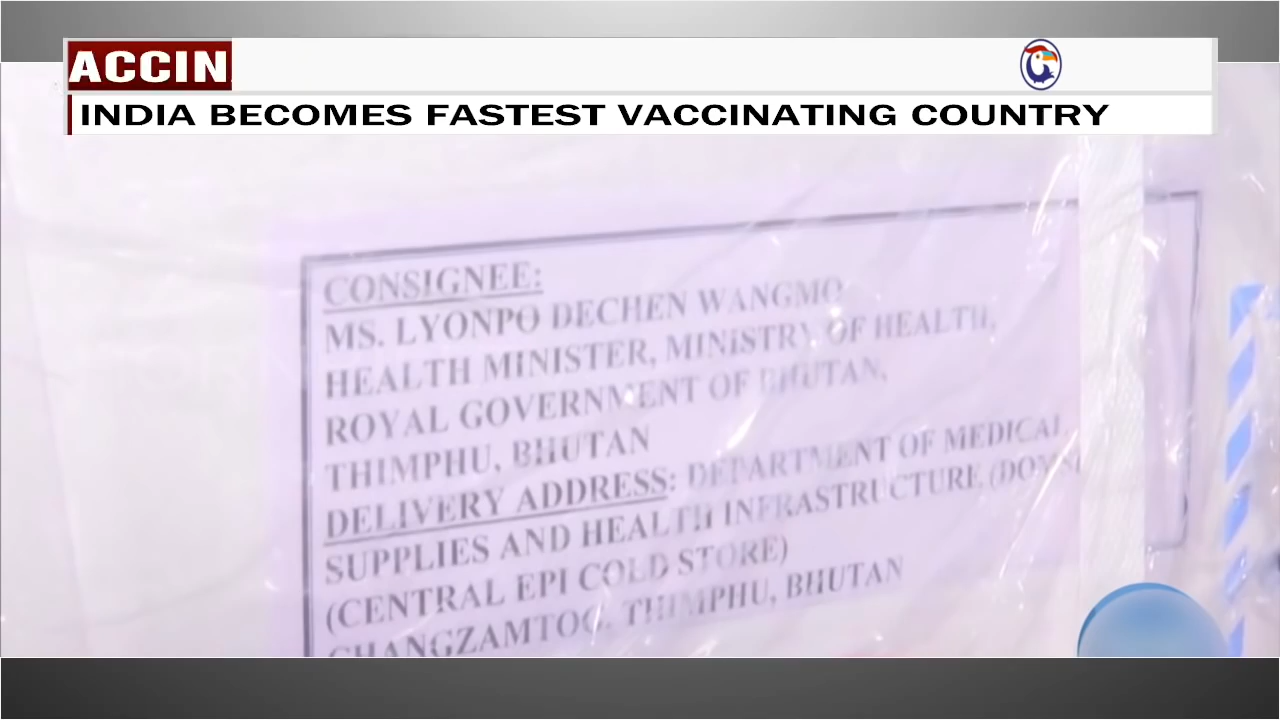 ACCIN
INDIA BECOMES FASTEST VACCINATING COUNTRY
CONSIGNEE:
MS. LYONPO DECHEN WANGMO
HEALTH MINISTER, MINISTRY OF HEALTH,
ROYAL GOVERNMENT OF BHUTAN,
THIMPHU, BHUTAN
DELIVERY ADDRESS: DEPARTMENT OF MEDICAL
SUPPLIES AND HEALTH INFRASTRUCTURE
(CENTRAL EPI COLD STORE)
CHANGZAMTOG, THIMPHU, BHUTAN